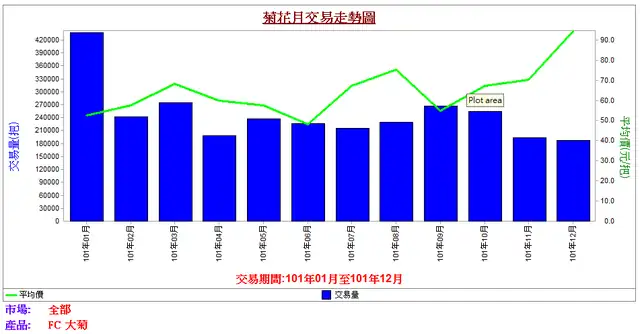 菊花月交易走勢圖
420000
390000
360000
330000
300000
270000
240000
210000
180000
150000
120000
90000
60000
30000
0
交易量(把)
90.0
80.0
70.0
60.0
50.0
40.0
30.0
20.0
10.0
0.0
平均價(元/把)
Plot area
101年01月
101年02月
101年03月
101年04月
101年05月
101年06月
101年07月
101年08月
101年09月
101年10月
101年11月
101年12月
交易期間:101年01月至101年12月
平均價 交易量
市場: 全部
產品: FC 大菊